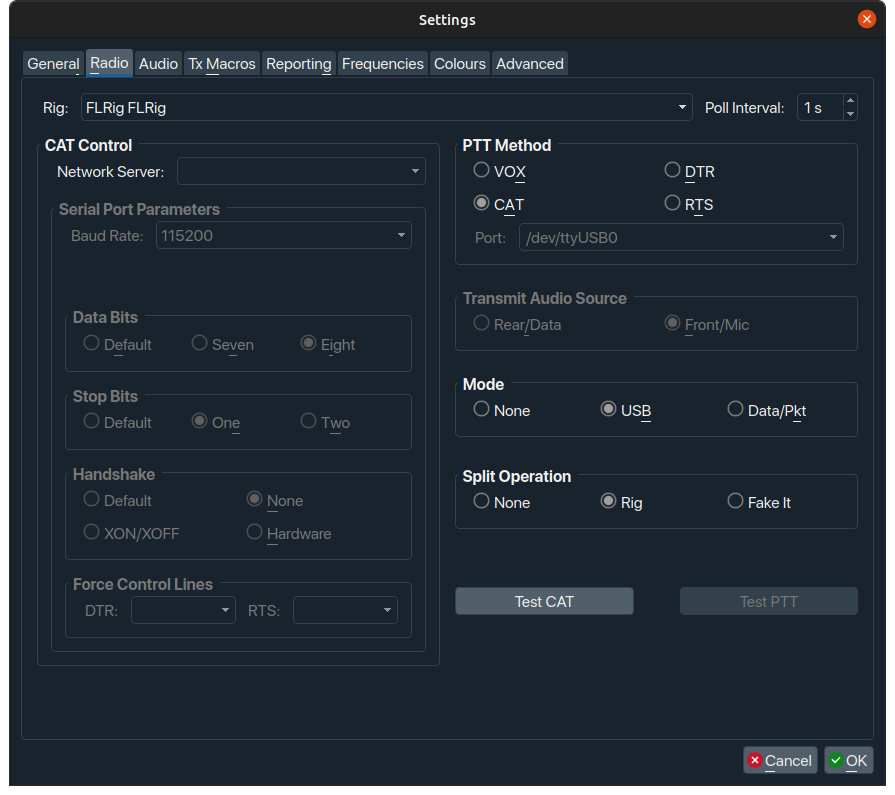 Settings
General Radio Audio Tx Macros Reporting Frequencies Colours Advanced
Rig: FLRig FLRig Poll Interval: 1 s
CAT Control
Network Server:
Serial Port Parameters
Baud Rate: 115200
Data Bits
Default Seven Eight
Stop Bits
Default One Two
Handshake
Default None
XON/XOFF Hardware
Force Control Lines
DTR: RTS:
PTT Method
VOX DTR
CAT RTS
Port: /dev/ttyUSB0
Transmit Audio Source
Rear/Data Front/Mic
Mode
None USB Data/Pkt
Split Operation
None Rig Fake It
Test CAT Test PTT
Cancel OK